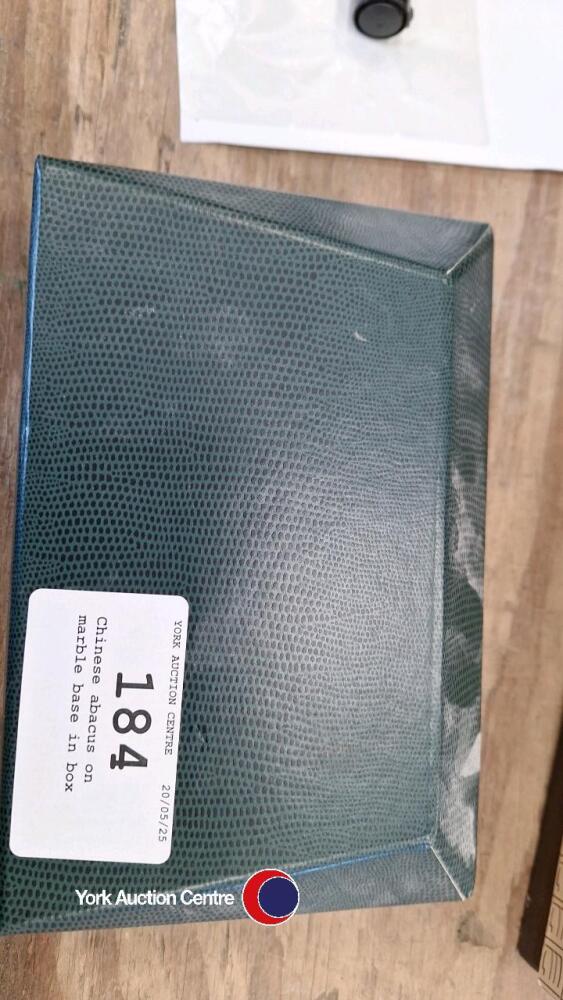 YORK AUCTION CENTRE 20/05/25
184
Chinese abacus on
marble base in box
York Auction Centre